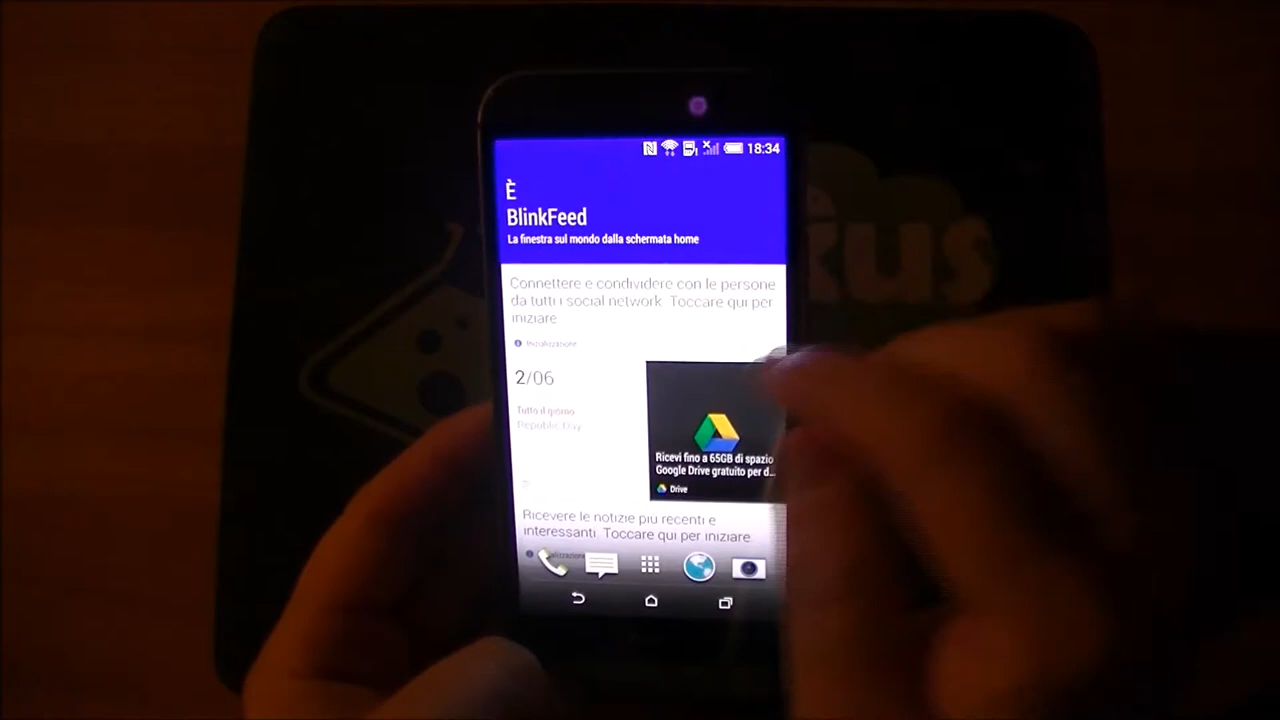 18:34
È
BlinkFeed
La finestra sul mondo dalla schermata home
Connettere e condividere con le persone
da tutti i social network. Toccare qui per
iniziare
Inizializzazione
2/06
Tutto il giorno
Republic Day
Ricevi fino a 65GB di spazio
Google Drive gratuito per d...
Drive
Ricevere le notizie più recenti e
interessanti. Toccare qui per iniziare.